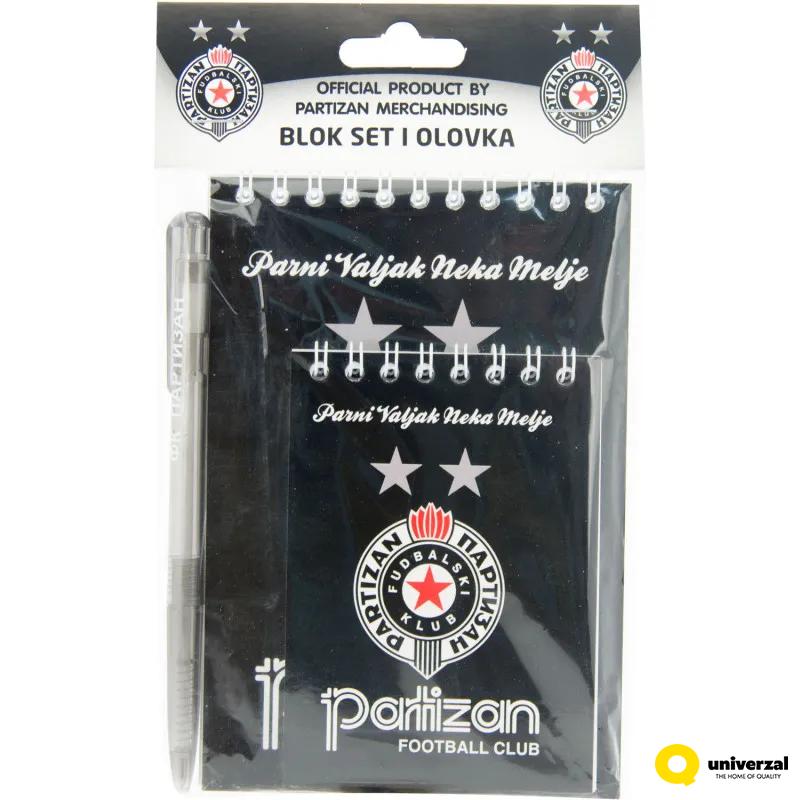 PARTIZAN ПАРТИЗАН
FUDBALSKI
KLUB
OFFICIAL PRODUCT BY
PARTIZAN MERCHANDISING
BLOK SET I OLOVKA
PARTIZAN ПАРТИЗАН
FUDBALSKI
KLUB
Parni Valjak Neka Melje
ФК ПАРТИЗАН
Parni Valjak Neka Melje
PARTIZAN ПАРТИЗАН
FUDBALSKI
KLUB
partizan
FOOTBALL CLUB
univerzal
THE HOME OF QUALITY